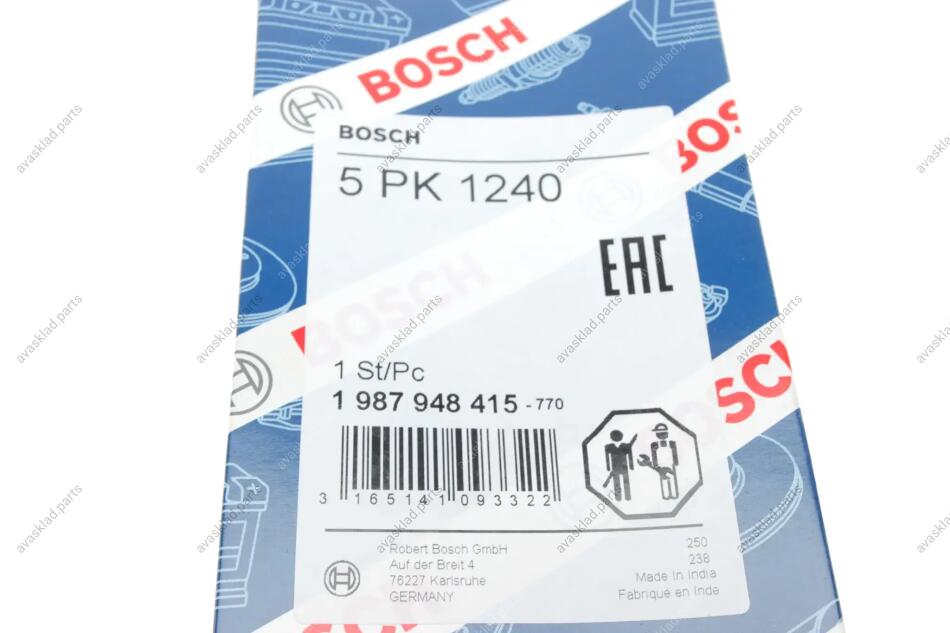 BOSCH
BOSCH
BOSCH
5 PK 1240
EAC
BOSCH
BOSCH
1 St/Pc
1 987 948 415 - 770
3 165141 093322
Robert Bosch GmbH
Auf der Breit 4
76227 Karlsruhe
GERMANY
250
238
Made in India
Fabriqué en Inde
avasklad.parts